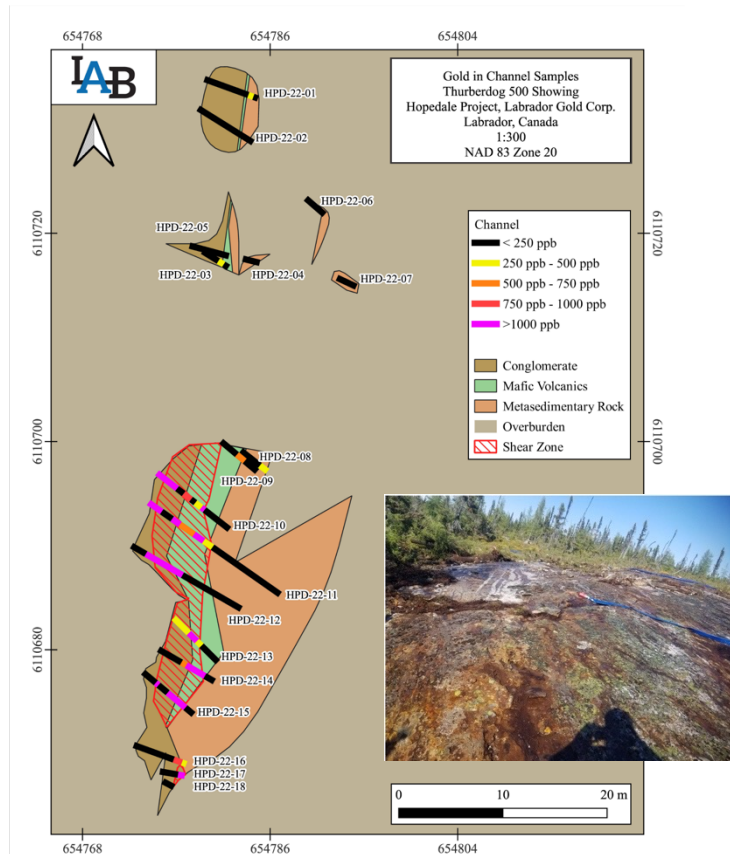 654768
654786
654804
LAB
Gold in Channel Samples
Thurberdog 500 Showing
Hopedale Project, Labrador Gold Corp.
Labrador, Canada
1:300
NAD 83 Zone 20
HPD-22-01
HPD-22-02
HPD-22-06
HPD-22-05
HPD-22-03
HPD-22-04
HPD-22-07
6110720
6110720
Channel
< 250 ppb
250 ppb - 500 ppb
500 ppb - 750 ppb
750 ppb - 1000 ppb
>1000 ppb
Conglomerate
Mafic Volcanics
Metasedimentary Rock
Overburden
Shear Zone
6110700
6110700
HPD-22-08
HPD-22-09
HPD-22-10
HPD-22-11
HPD-22-12
HPD-22-13
HPD-22-14
HPD-22-15
6110680
HPD-22-16
HPD-22-17
HPD-22-18
0 10 20 m
654768
654786
654804